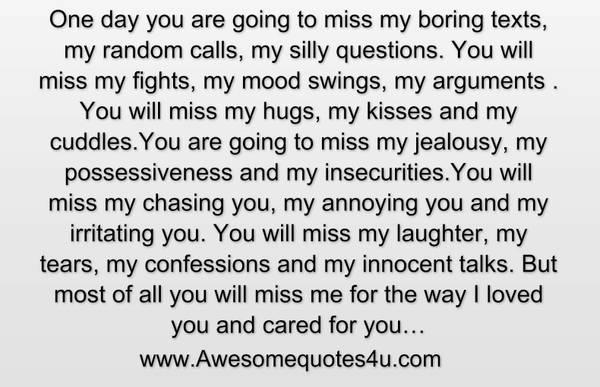 One day you are going to miss my boring texts,
my random calls, my silly questions. You will
miss my fights, my mood swings, my arguments .
You will miss my hugs, my kisses and my
cuddles.You are going to miss my jealousy, my
possessiveness and my insecurities.You will
miss my chasing you, my annoying you and my
irritating you. You will miss my laughter, my
tears, my confessions and my innocent talks. But
most of all you will miss me for the way I loved
you and cared for you…
www.Awesomequotes4u.com